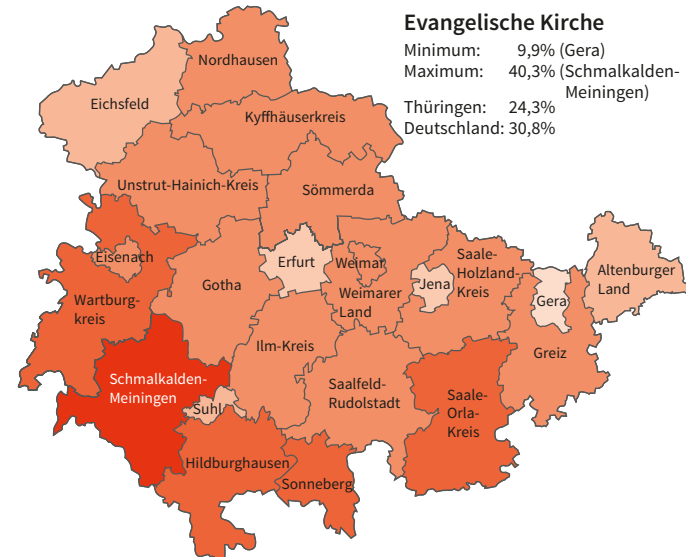 Evangelische Kirche
Minimum: 9,9% (Gera)
Maximum: 40,3% (Schmalkalden-
Meiningen)
Thüringen: 24,3%
Deutschland: 30,8%
Nordhausen
Eichsfeld
Kyffhäuserkreis
Unstrut-Hainich-Kreis
Sömmerda
Eisenach
Erfurt
Weimar
Saale-
Holzland-
Kreis
Altenburger
Land
Gotha
Jena
Weimarer
Land
Gera
Wartburg-
kreis
Ilm-Kreis
Greiz
Schmalkalden-
Meiningen
Saalfeld-
Rudolstadt
Saale-
Orla-
Kreis
Suhl
Hildburghausen
Sonneberg